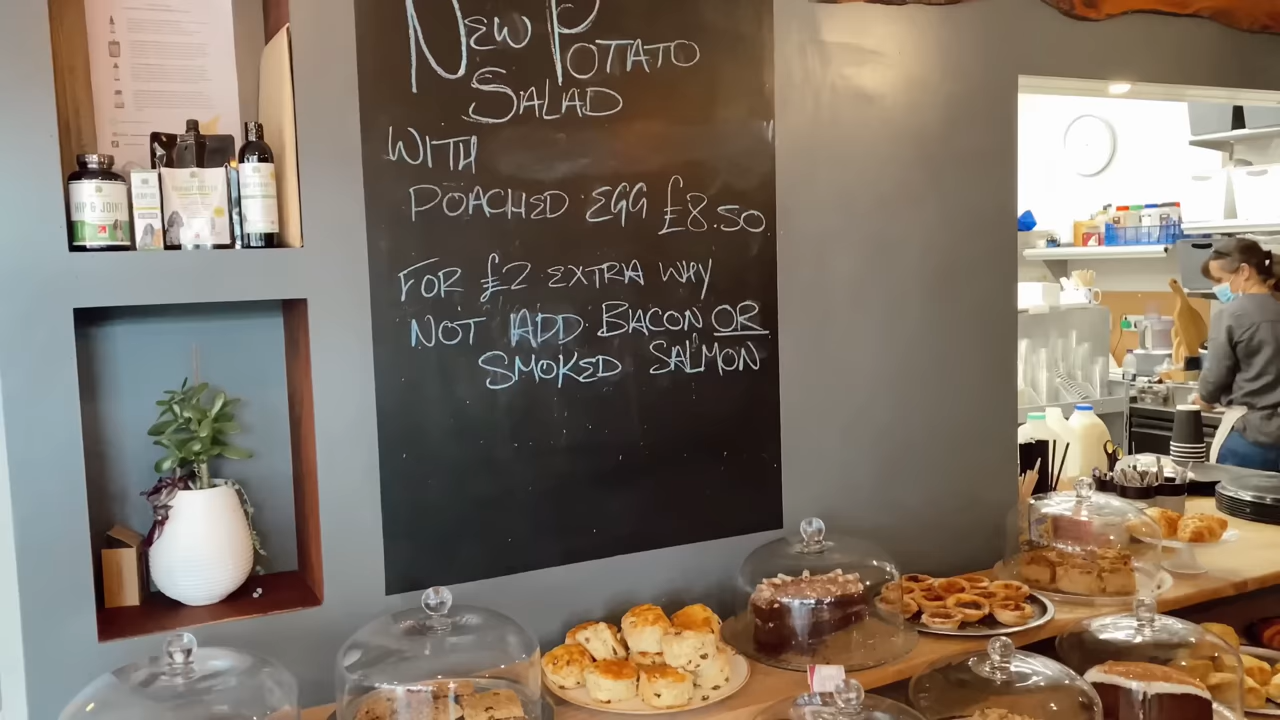 NEW POTATO
SALAD
WITH
POACHED EGG £8.50
FOR £2 EXTRA WHY
NOT ADD BACON OR
SMOKED SALMON
HIP & JOINT